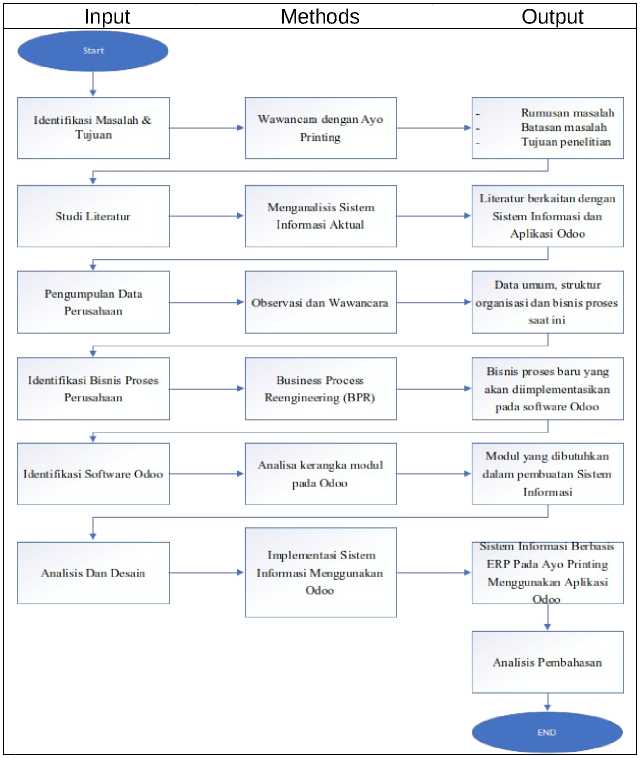 Input
Methods
Output
Start
Identifikasi Masalah &
Tujuan
Wawancara dengan Ayo
Printing
- Rumusan masalah
- Batasan masalah
- Tujuan penelitian
Studi Literatur
Menganalisis Sistem
Informasi Aktual
Literatur berkaitan dengan
Sistem Informasi dan
Aplikasi Odoo
Pengumpulan Data
Perusahaan
Observasi dan Wawancara
Data umum, struktur
organisasi dan bisnis proses
saat ini
Identifikasi Bisnis Proses
Perusahaan
Business Process
Reengineering (BPR)
Bisnis proses baru yang
akan diimplementasikan
pada software Odoo
Identifikasi Software Odoo
Analisa kerangka modul
pada Odoo
Modul yang dibutuhkan
dalam pembuatan Sistem
Informasi
Analisis Dan Desain
Implementasi Sistem
Informasi Menggunakan
Odoo
Sistem Informasi Berbasis
ERP Pada Ayo Printing
Menggunakan Aplikasi
Odoo
Analisis Pembahasan
END